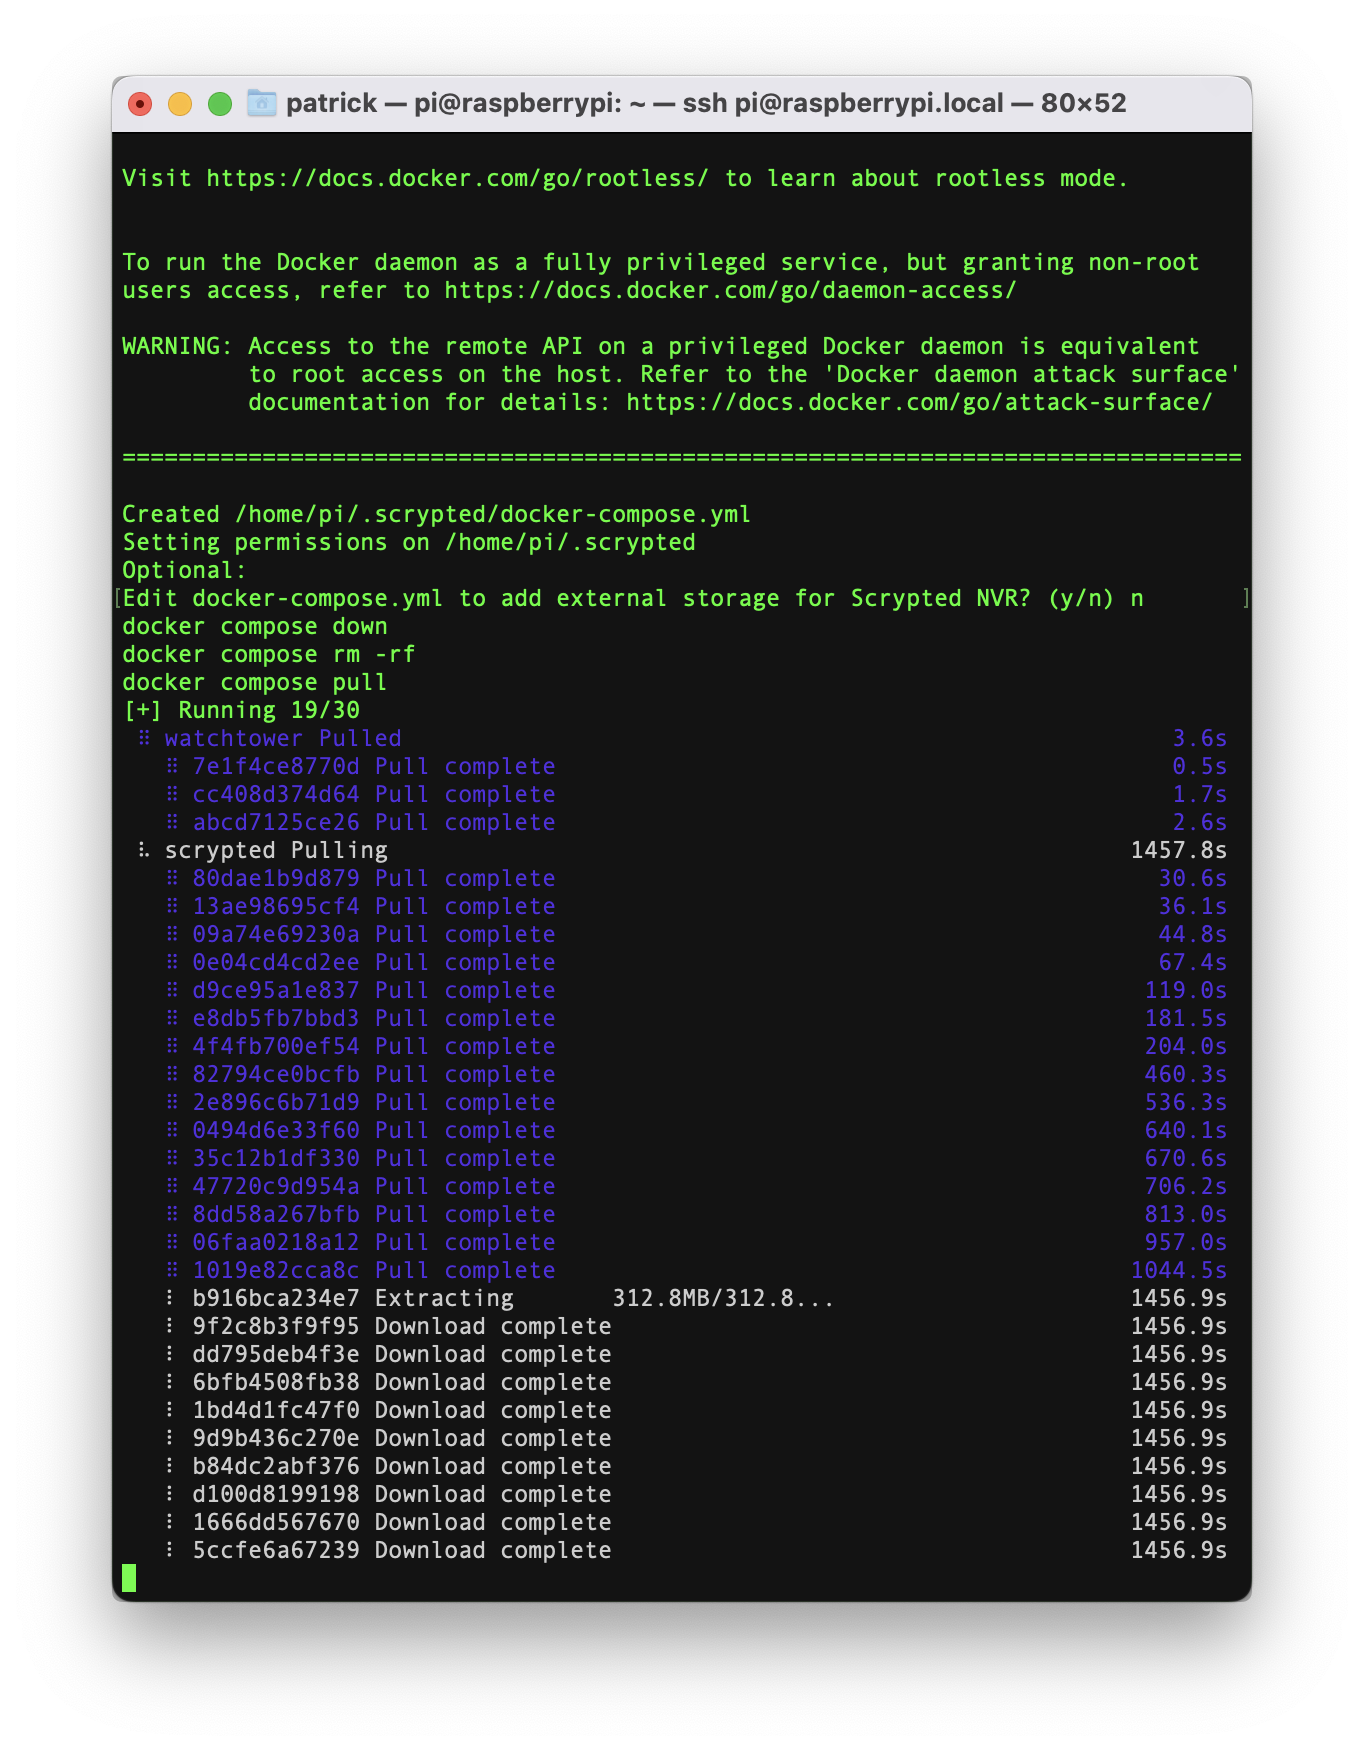 patrick — pi@raspberrypi: ~ — ssh pi@raspberrypi.local — 80×52
Visit https://docs.docker.com/go/rootless/ to learn about rootless mode.
To run the Docker daemon as a fully privileged service, but granting non-root
users access, refer to https://docs.docker.com/go/daemon-access/
WARNING: Access to the remote API on a privileged Docker daemon is equivalent
to root access on the host. Refer to the 'Docker daemon attack surface'
documentation for details: https://docs.docker.com/go/attack-surface/
================================================================================
Created /home/pi/.scrypted/docker-compose.yml
Setting permissions on /home/pi/.scrypted
Optional:
[Edit docker-compose.yml to add external storage for Scrypted NVR? (y/n) n ]
docker compose down
docker compose rm -rf
docker compose pull
[+] Running 19/30
⠿ watchtower Pulled 3.6s
⠿ 7e1f4ce8770d Pull complete 0.5s
⠿ cc408d374d64 Pull complete 1.7s
⠿ abcd7125ce26 Pull complete 2.6s
⠧ scrypted Pulling 1457.8s
⠿ 80dae1b9d879 Pull complete 30.6s
⠿ 13ae98695cf4 Pull complete 36.1s
⠿ 09a74e69230a Pull complete 44.8s
⠿ 0e04cd4cd2ee Pull complete 67.4s
⠿ d9ce95a1e837 Pull complete 119.0s
⠿ e8db5fb7bbd3 Pull complete 181.5s
⠿ 4f4fb700ef54 Pull complete 204.0s
⠿ 82794ce0bcfb Pull complete 460.3s
⠿ 2e896c6b71d9 Pull complete 536.3s
⠿ 0494d6e33f60 Pull complete 640.1s
⠿ 35c12b1df330 Pull complete 670.6s
⠿ 47720c9d954a Pull complete 706.2s
⠿ 8dd58a267bfb Pull complete 813.0s
⠿ 06faa0218a12 Pull complete 957.0s
⠿ 1019e82cca8c Pull complete 1044.5s
⠸ b916bca234e7 Extracting 312.8MB/312.8... 1456.9s
⠸ 9f2c8b3f9f95 Download complete 1456.9s
⠸ dd795deb4f3e Download complete 1456.9s
⠸ 6bfb4508fb38 Download complete 1456.9s
⠸ 1bd4d1fc47f0 Download complete 1456.9s
⠸ 9d9b436c270e Download complete 1456.9s
⠸ b84dc2abf376 Download complete 1456.9s
⠸ d100d8199198 Download complete 1456.9s
⠸ 1666dd567670 Download complete 1456.9s
⠸ 5ccfe6a67239 Download complete 1456.9s